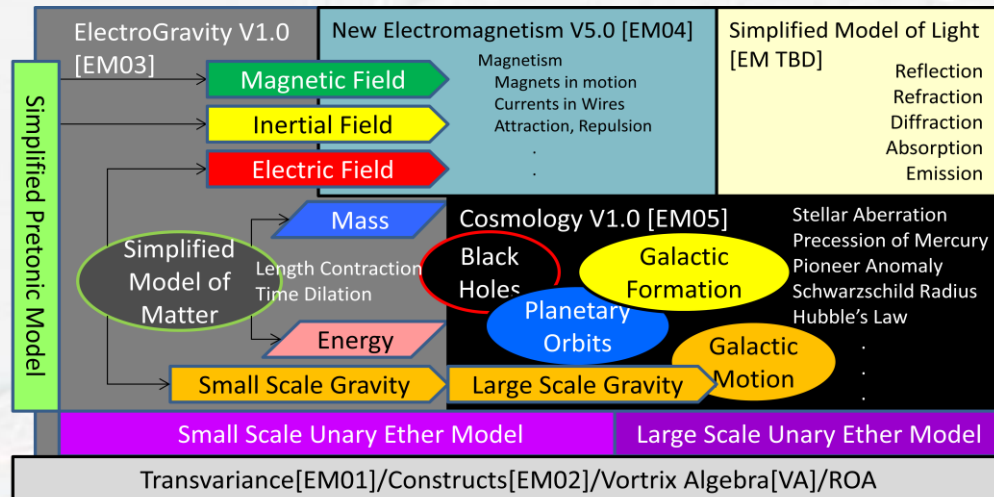 ElectroGravity V1.0
[EM03]
New Electromagnetism V5.0 [EM04]
Simplified Model of Light
[EM TBD]
Magnetism
Magnets in motion
Currents in Wires
Attraction, Repulsion
.
.
Reflection
Refraction
Diffraction
Absorption
Emission
Simplified Pretonic Model
Magnetic Field
Inertial Field
Electric Field
Mass
Simplified
Model of
Matter
Length Contraction
Time Dilation
Energy
Small Scale Gravity
Cosmology V1.0 [EM05]
Black
Holes
Galactic
Formation
Planetary
Orbits
Galactic
Motion
Large Scale Gravity
Stellar Aberration
Precession of Mercury
Pioneer Anomaly
Schwarzschild Radius
Hubble's Law
.
.
.
Small Scale Unary Ether Model
Large Scale Unary Ether Model
Transvariance[EM01]/Constructs[EM02]/Vortrix Algebra[VA]/ROA